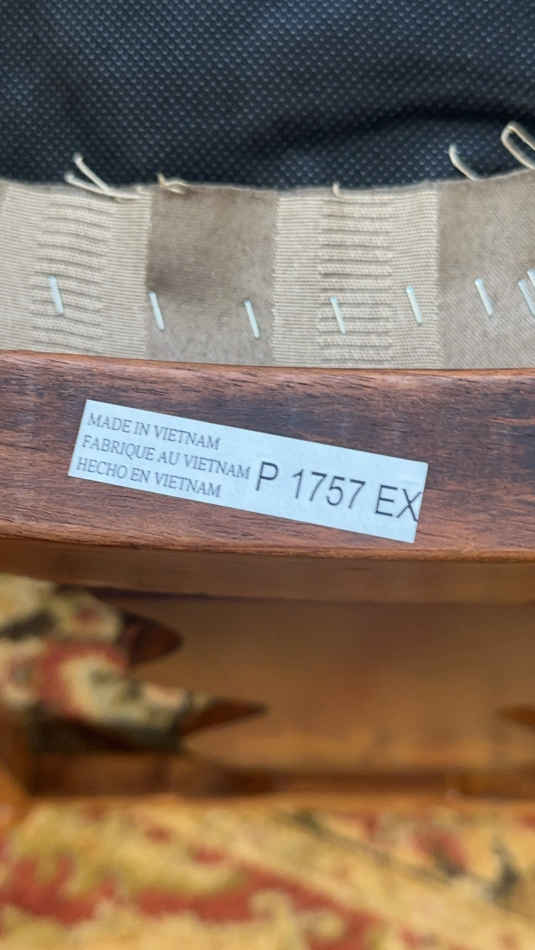 MADE IN VIETNAM
FABRIQUE AU VIETNAM
HECHO EN VIETNAM
P 1757 EX